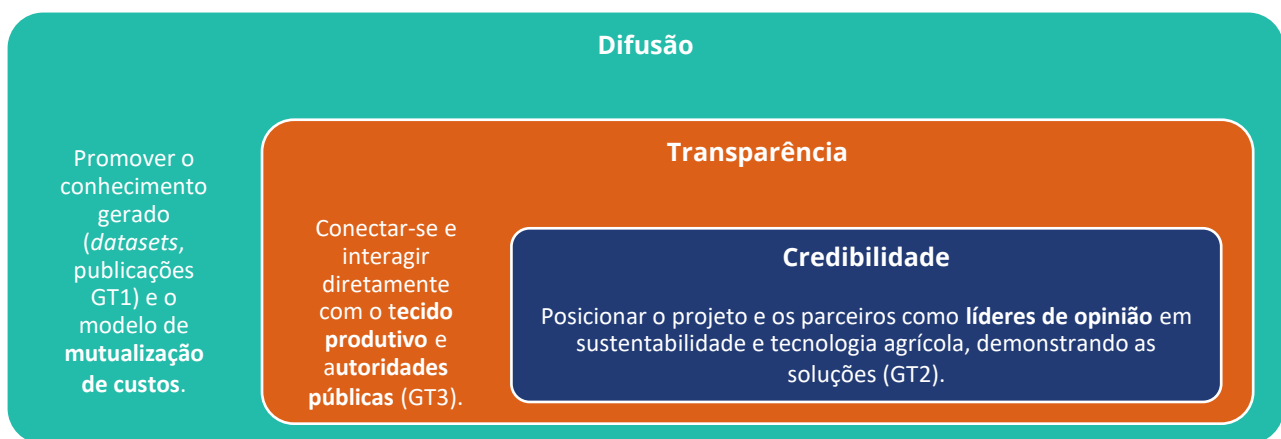 Difusão
Promover o
conhecimento
gerado
(datasets,
publicações
GT1) e o
modelo de
mutualização
de custos.
Transparência
Conectar-se e
interagir
diretamente
com o tecido
produtivo e
autoridades
públicas (GT3).
Credibilidade
Posicionar o projeto e os parceiros como líderes de opinião em
sustentabilidade e tecnologia agrícola, demonstrando as
soluções (GT2).